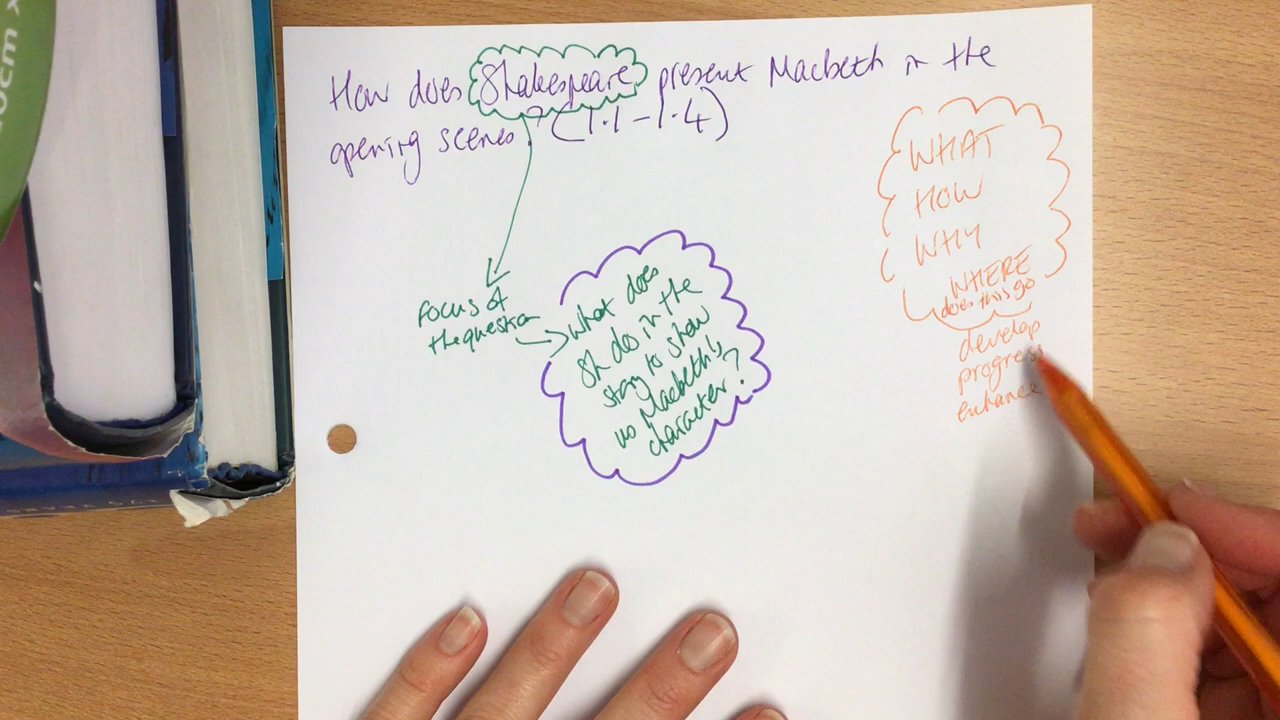 How does Shakespeare present Macbeth in the
opening scenes? (1.1-1.4)
WHAT
HOW
WHY
WHERE
does this go
develop
progress
enhance
Focus of
the question
What does
Sh do in the
story to show
us Macbeth's
character?
20cm x